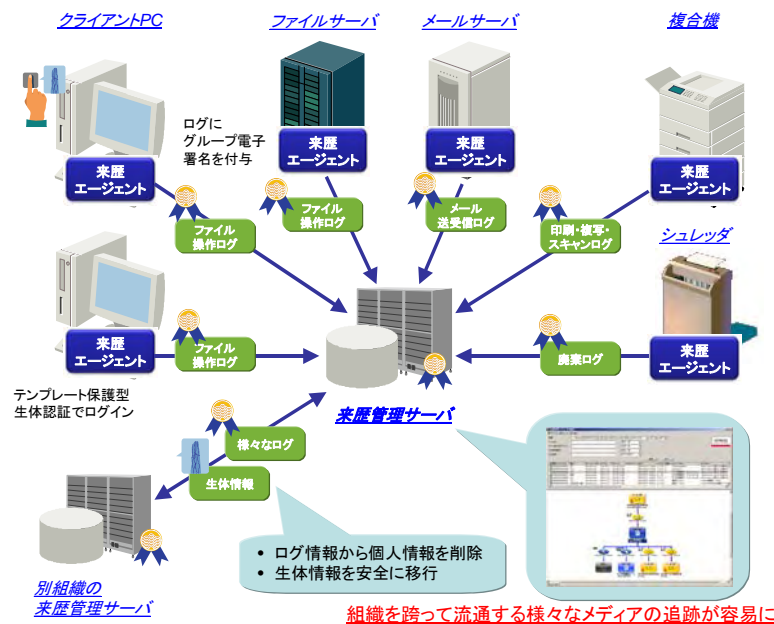 クライアントPC
ファイルサーバ
メールサーバ
複合機
ログに
グループ電子
署名を付与
来歴
エージェント
来歴
エージェント
来歴
エージェント
来歴
エージェント
ファイル
操作ログ
ファイル
操作ログ
メール
送受信ログ
印刷・複写・
スキャンログ
シュレッダ
来歴
エージェント
ファイル
操作ログ
廃棄ログ
来歴
エージェント
テンプレート保護型
生体認証でログイン
来歴管理サーバ
様々なログ
生体情報
• ログ情報から個人情報を削除
• 生体情報を安全に移行
別組織の
来歴管理サーバ
組織を跨って流通する様々なメディアの追跡が容易に